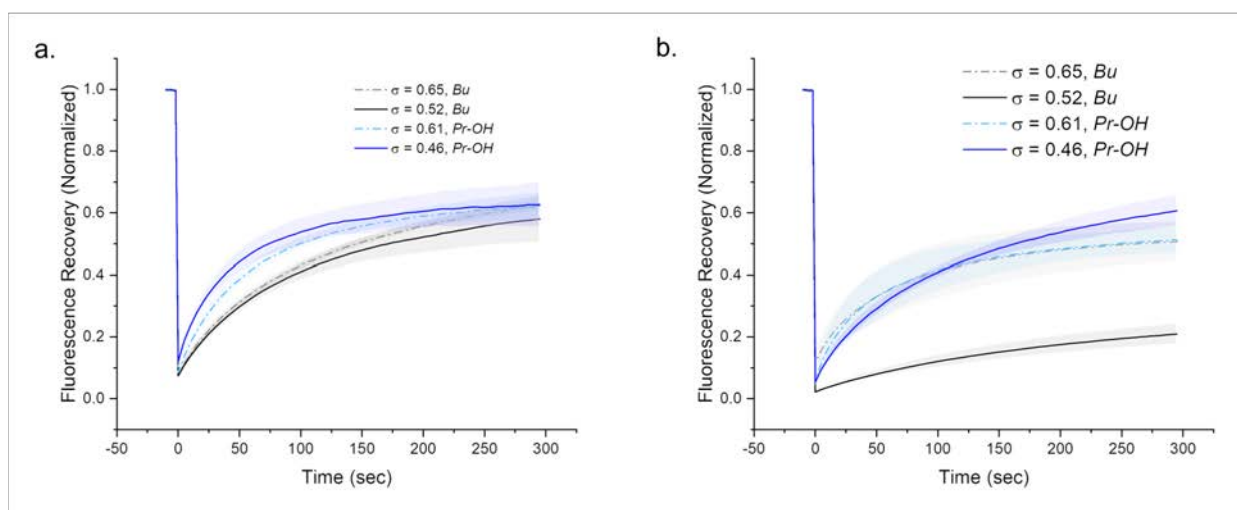 a.
σ = 0.65, Bu
σ = 0.52, Bu
σ = 0.61, Pr-OH
σ = 0.46, Pr-OH
Fluorescence Recovery (Normalized)
1.0
0.8
0.6
0.4
0.2
0.0
-50 0 50 100 150 200 250 300
Time (sec)
b.
σ = 0.65, Bu
σ = 0.52, Bu
σ = 0.61, Pr-OH
σ = 0.46, Pr-OH
Fluorescence Recovery (Normalized)
1.0
0.8
0.6
0.4
0.2
0.0
-50 0 50 100 150 200 250 300
Time (sec)